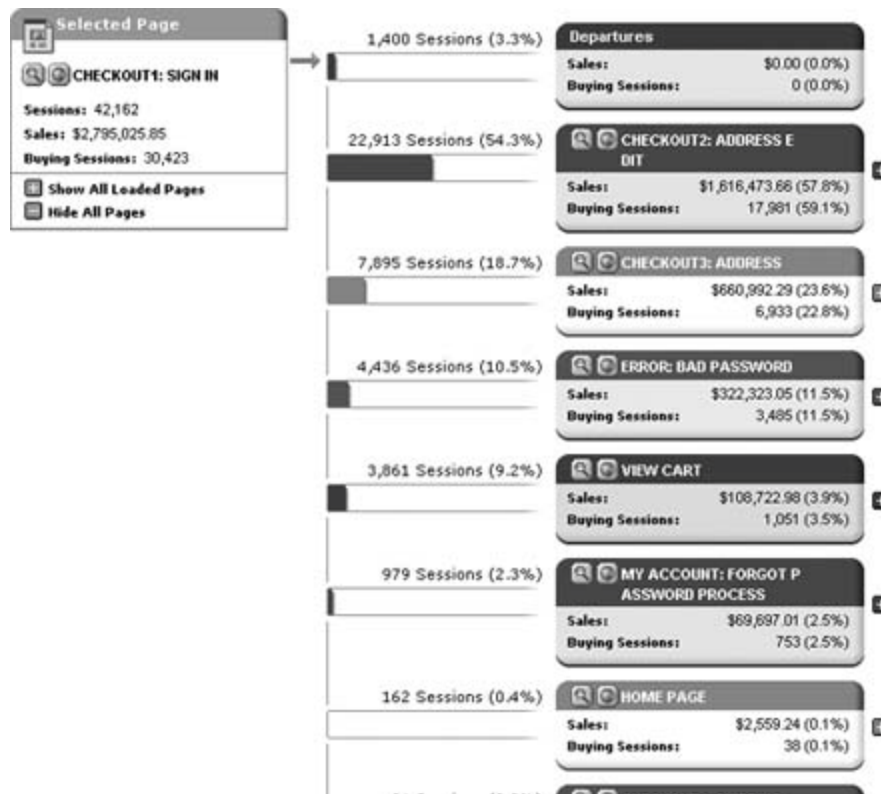 Selected Page
CHECKOUT1: SIGN IN
Sessions: 42,162
Sales: $2,795,025.85
Buying Sessions: 30,423
Show All Loaded Pages
Hide All Pages
1,400 Sessions (3.3%)
Departures
Sales: $0.00 (0.0%)
Buying Sessions: 0 (0.0%)
22,913 Sessions (54.3%)
CHECKOUT2: ADDRESS E
DIT
Sales: $1,616,473.66 (57.8%)
Buying Sessions: 17,981 (59.1%)
7,895 Sessions (18.7%)
CHECKOUT3: ADDRESS
Sales: $660,992.29 (23.6%)
Buying Sessions: 6,933 (22.8%)
4,436 Sessions (10.5%)
ERROR: BAD PASSWORD
Sales: $322,323.05 (11.5%)
Buying Sessions: 3,485 (11.5%)
3,861 Sessions (9.2%)
VIEW CART
Sales: $108,722.98 (3.9%)
Buying Sessions: 1,051 (3.5%)
979 Sessions (2.3%)
MY ACCOUNT: FORGOT P
ASSWORD PROCESS
Sales: $69,697.01 (2.5%)
Buying Sessions: 753 (2.5%)
162 Sessions (0.4%)
HOME PAGE
Sales: $2,559.24 (0.1%)
Buying Sessions: 38 (0.1%)